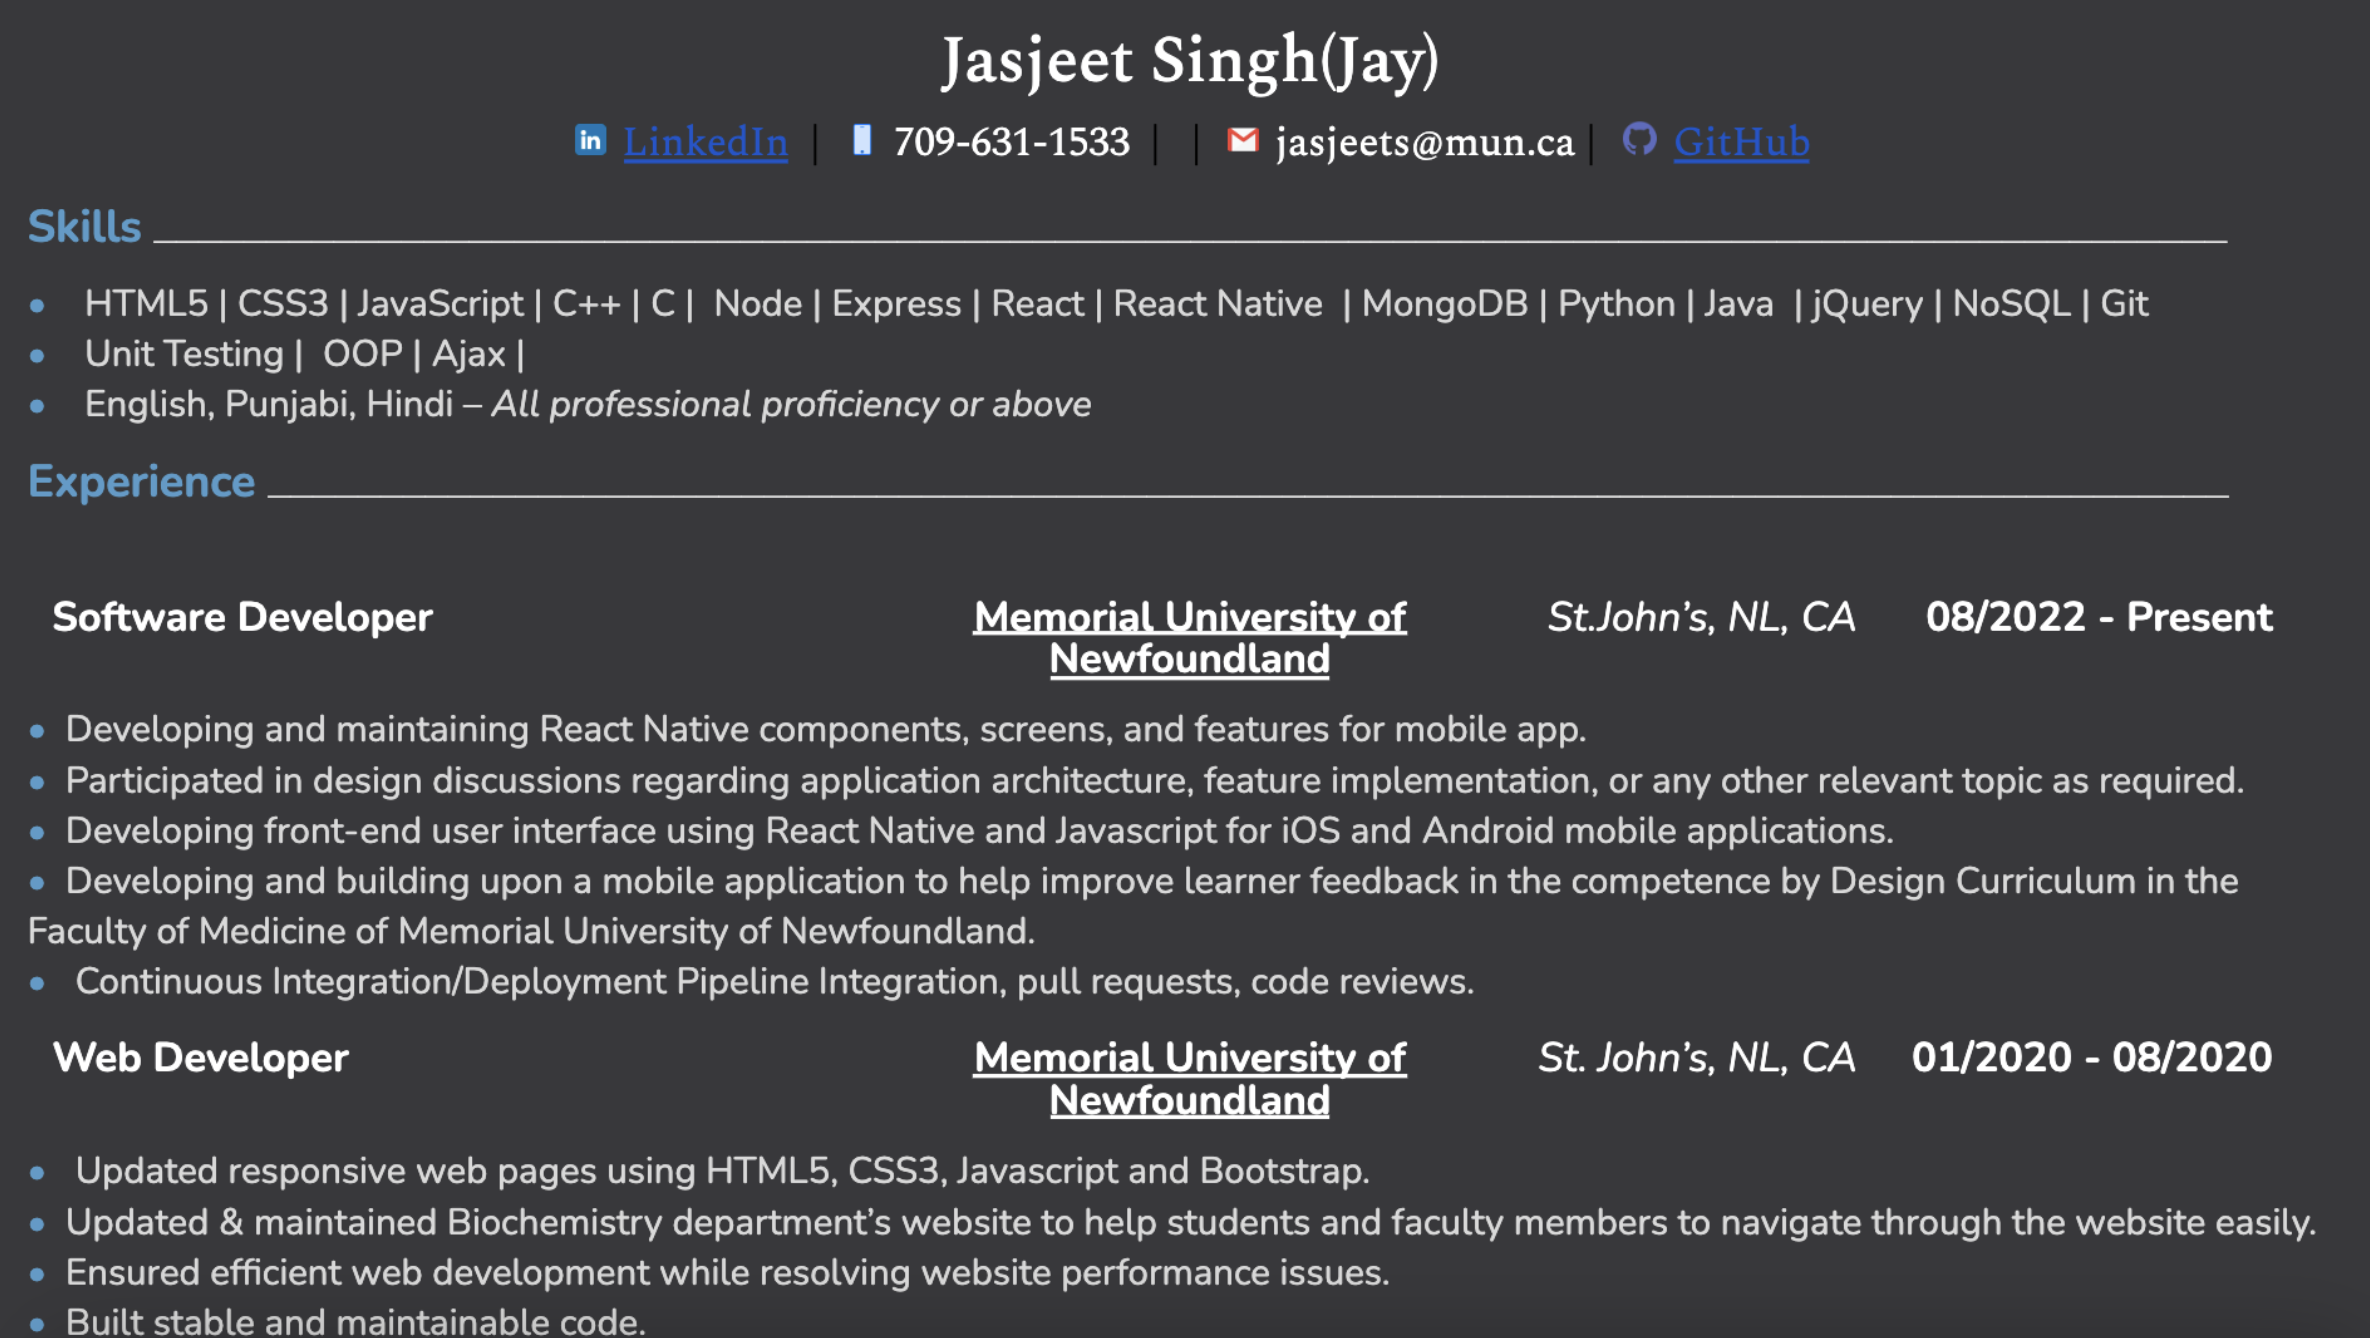 Jasjeet Singh(Jay)
LinkedIn | 709-631-1533 | | jasjeets@mun.ca | GitHub
Skills
• HTML5 | CSS3 | JavaScript | C++ | C | Node | Express | React | React Native | MongoDB | Python | Java | jQuery | NoSQL | Git
• Unit Testing | OOP | Ajax |
• English, Punjabi, Hindi – All professional proficiency or above
Experience
Software Developer Memorial University of Newfoundland St.John’s, NL, CA 08/2022 - Present
• Developing and maintaining React Native components, screens, and features for mobile app.
• Participated in design discussions regarding application architecture, feature implementation, or any other relevant topic as required.
• Developing front-end user interface using React Native and Javascript for iOS and Android mobile applications.
• Developing and building upon a mobile application to help improve learner feedback in the competence by Design Curriculum in the
Faculty of Medicine of Memorial University of Newfoundland.
• Continuous Integration/Deployment Pipeline Integration, pull requests, code reviews.
Web Developer Memorial University of Newfoundland St. John’s, NL, CA 01/2020 - 08/2020
• Updated responsive web pages using HTML5, CSS3, Javascript and Bootstrap.
• Updated & maintained Biochemistry department’s website to help students and faculty members to navigate through the website easily.
• Ensured efficient web development while resolving website performance issues.
• Built stable and maintainable code.